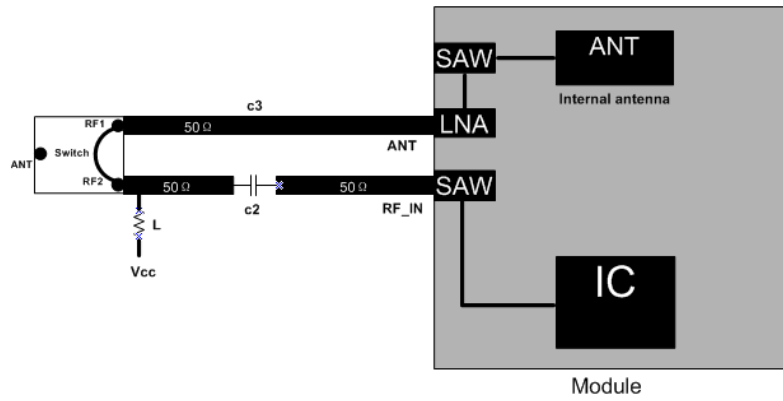 SAW
ANT
Internal antenna
c3
RF1
50 Ω
LNA
ANT
Switch
ANT
RF2
50 Ω
50 Ω
SAW
c2
RF_IN
L
Vcc
IC
Module